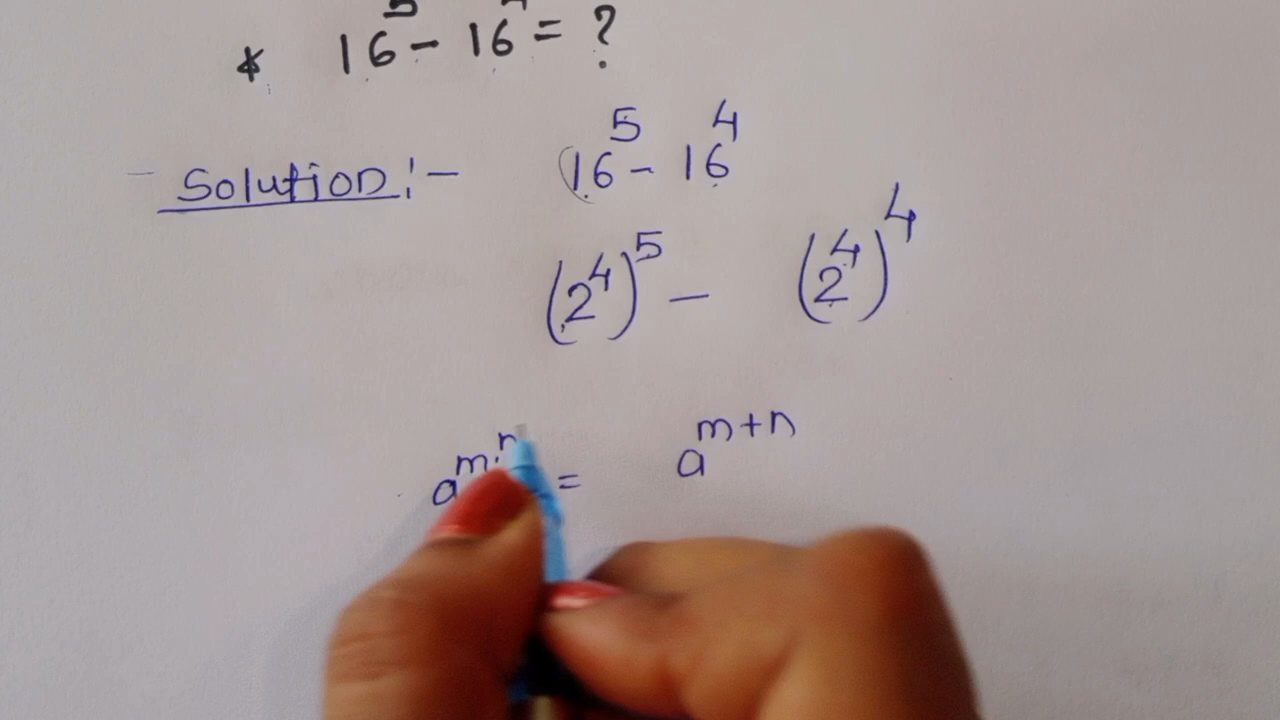 * 16⁵ - 16⁴ = ?
Solution:- 16⁵ - 16⁴
(2⁴)⁵ - (2⁴)⁴
a^m.n = a^m+n